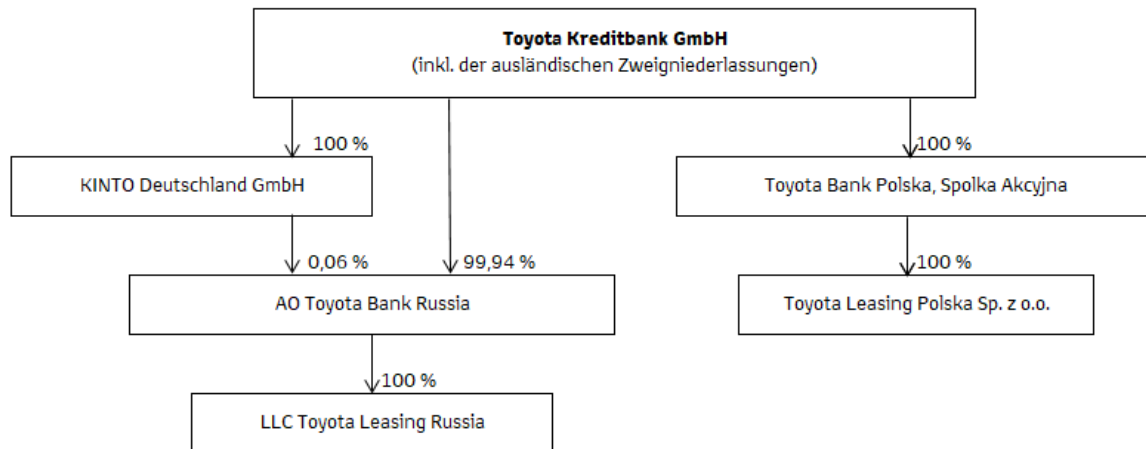 Toyota Kreditbank GmbH
(inkl. der ausländischen Zweigniederlassungen)
100 %
100 %
KINTO Deutschland GmbH
Toyota Bank Polska, Spolka Akcyjna
0,06 %
99,94 %
100 %
AO Toyota Bank Russia
Toyota Leasing Polska Sp. z o.o.
100 %
LLC Toyota Leasing Russia